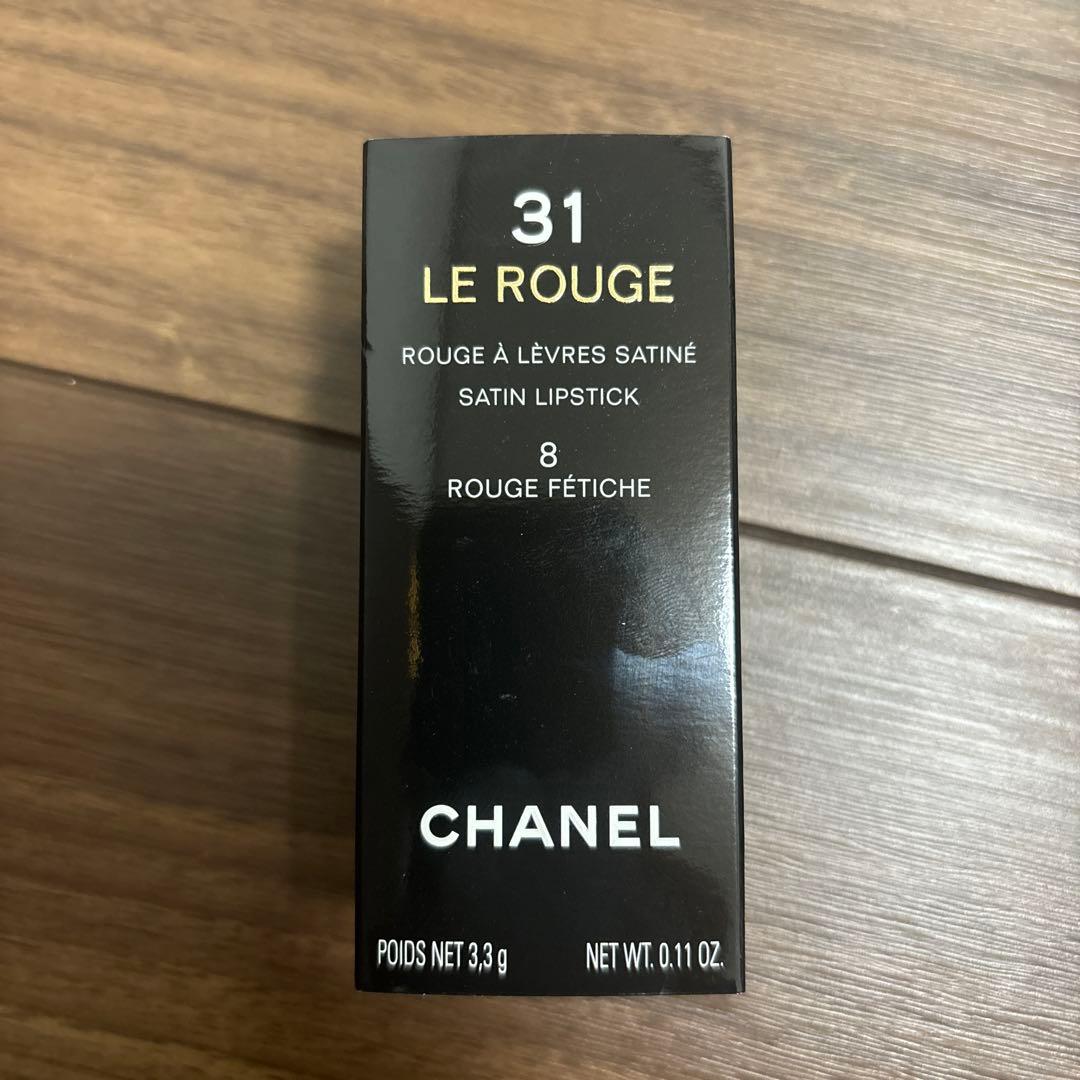 31
LE ROUGE
ROUGE À LÈVRES SATINÉ
SATIN LIPSTICK
8
ROUGE FÉTICHE
CHANEL
POIDS NET 3,3 g NET WT. 0.11 OZ.